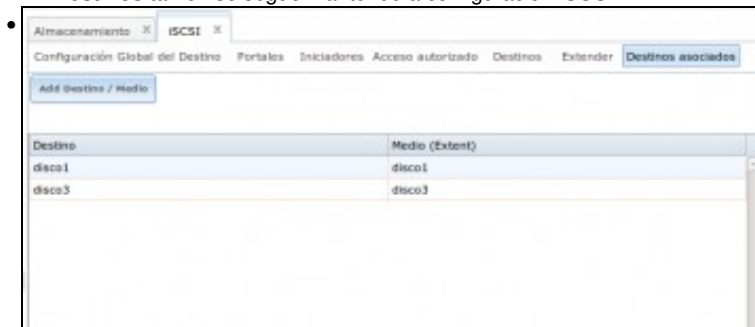 Almacenamiento × iSCSI ×
Configuración Global del Destino Portales Iniciadores Acceso autorizado Destinos Extender Destinos asociados
Add Destino / Medio
Destino Medio (Extent)
disco1 disco1
disco3 disco3